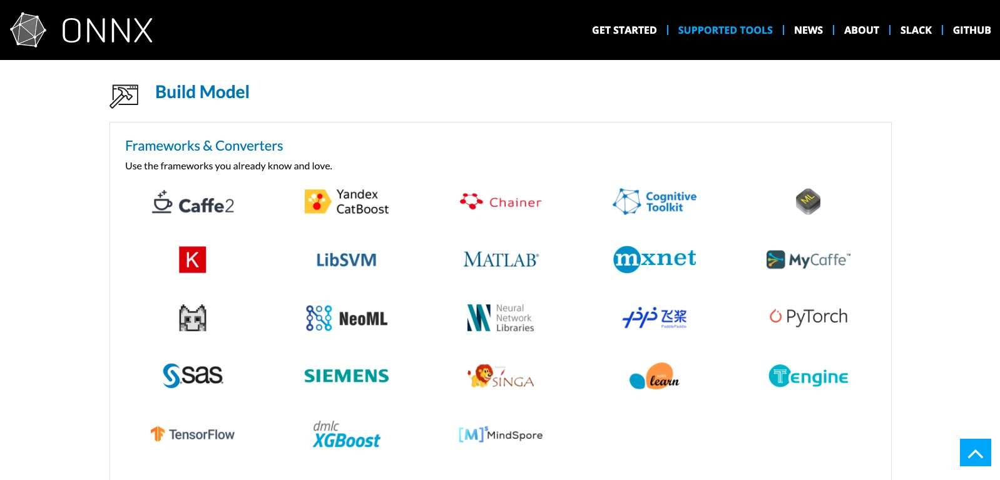 ONNX
GET STARTED | SUPPORTED TOOLS | NEWS | ABOUT | SLACK | GITHUB
Build Model
Frameworks & Converters
Use the frameworks you already know and love.
Caffe2
Yandex
CatBoost
Chainer
Cognitive
Toolkit
ML
K
LibSVM
MATLAB®
mxnet
MyCaffe™
NeoML
Neural
Network
Libraries
飞桨
PaddlePaddle
PyTorch
sas
SIEMENS
SINGA
learn
Tengine
TensorFlow
dmlc
XGBoost
[M]s MindSpore